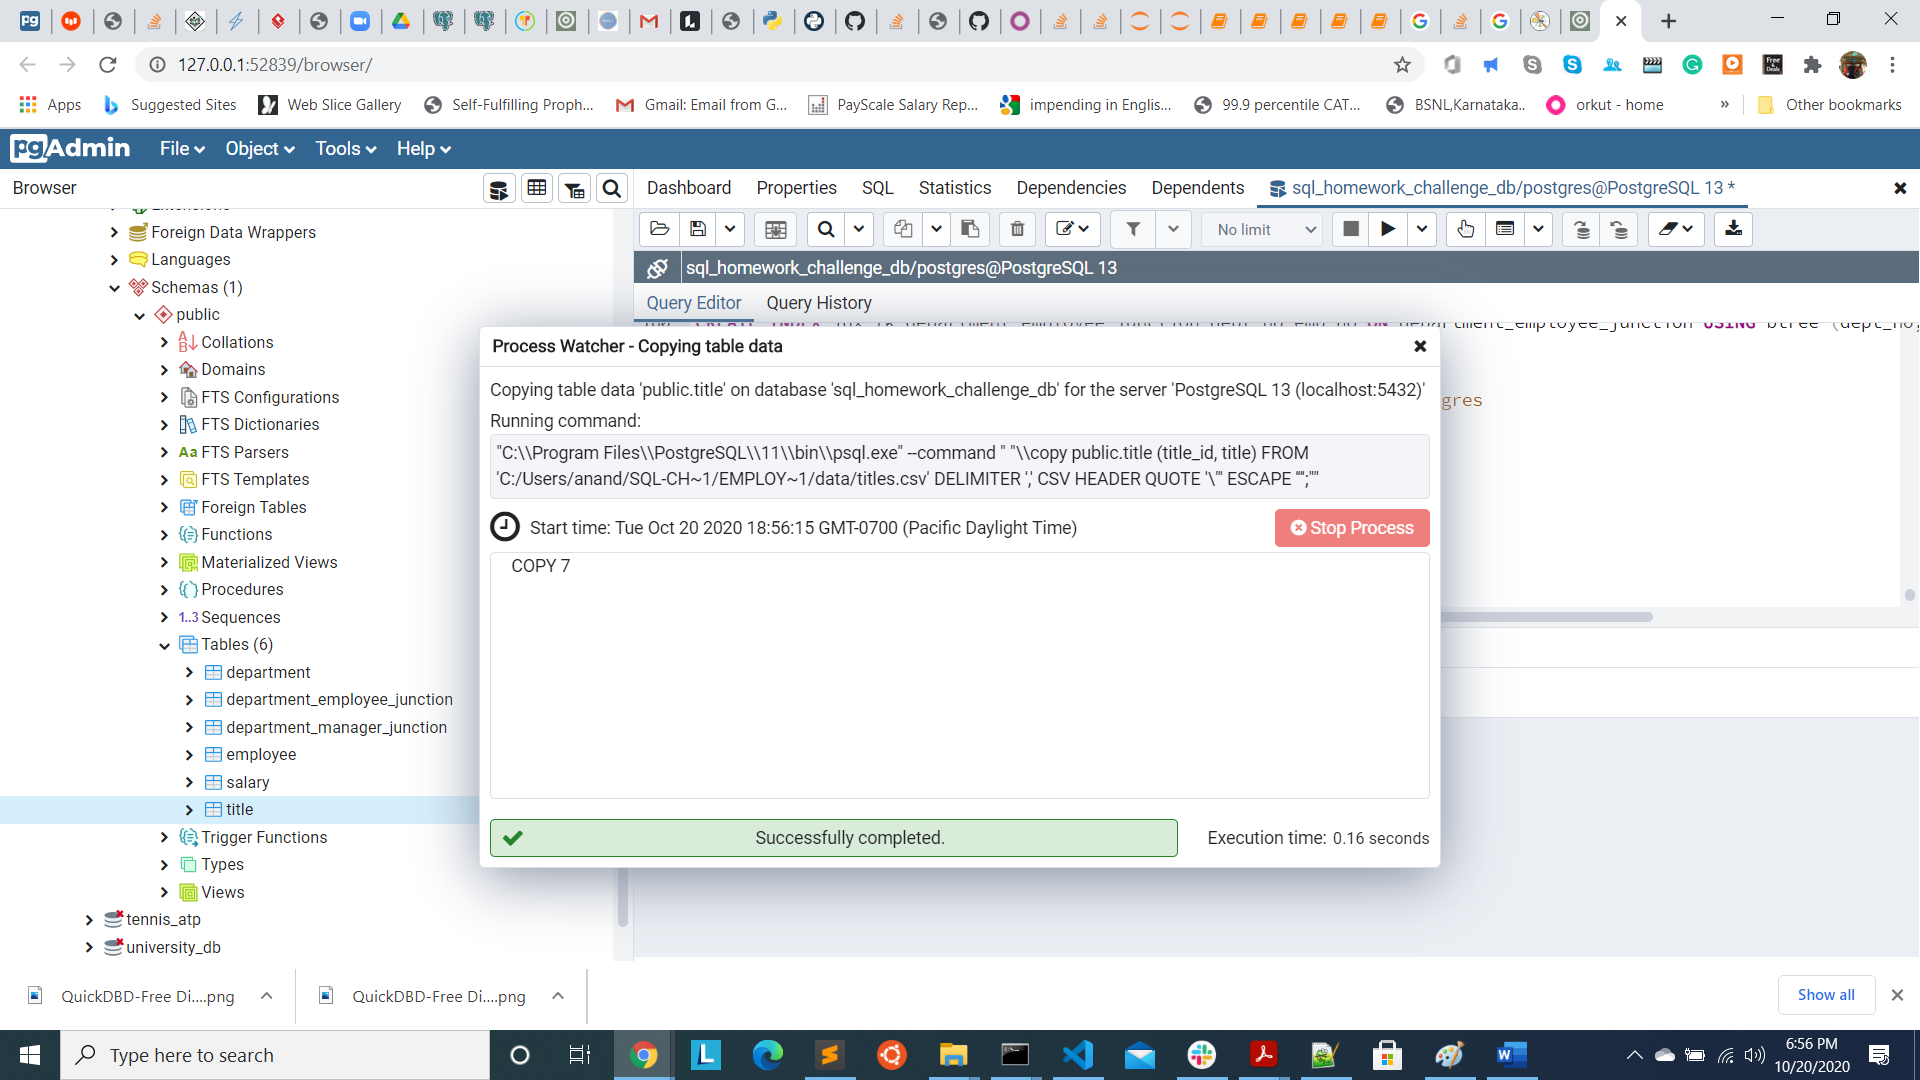 127.0.0.1:52839/browser/
Apps
Suggested Sites
Web Slice Gallery
Self-Fulfilling Proph...
Gmail: Email from G...
PayScale Salary Rep...
impending in Englis...
99.9 percentile CAT...
BSNL,Karnataka..
orkut - home
»
Other bookmarks
pgAdmin
File
Object
Tools
Help
Browser
Dashboard
Properties
SQL
Statistics
Dependencies
Dependents
sql_homework_challenge_db/postgres@PostgreSQL 13 *
No limit
sql_homework_challenge_db/postgres@PostgreSQL 13
Query Editor
Query History
Foreign Data Wrappers
Languages
Schemas (1)
public
Collations
Domains
FTS Configurations
FTS Dictionaries
FTS Parsers
FTS Templates
Foreign Tables
Functions
Materialized Views
Procedures
1..3 Sequences
Tables (6)
department
department_employee_junction
department_manager_junction
employee
salary
title
Trigger Functions
Types
Views
tennis_atp
university_db
gres
Process Watcher - Copying table data
Copying table data 'public.title' on database 'sql_homework_challenge_db' for the server 'PostgreSQL 13 (localhost:5432)'
Running command:
"C:\\Program Files\\PostgreSQL\\11\\bin\\psql.exe" --command " "\\copy public.title (title_id, title) FROM
'C:/Users/anand/SQL-CH~1/EMPLOY~1/data/titles.csv' DELIMITER ',' CSV HEADER QUOTE '\"' ESCAPE '''';""
Start time: Tue Oct 20 2020 18:56:15 GMT-0700 (Pacific Daylight Time)
Stop Process
COPY 7
Successfully completed.
Execution time: 0.16 seconds
QuickDBD-Free Di....png
QuickDBD-Free Di....png
Show all
Type here to search
6:56 PM
10/20/2020